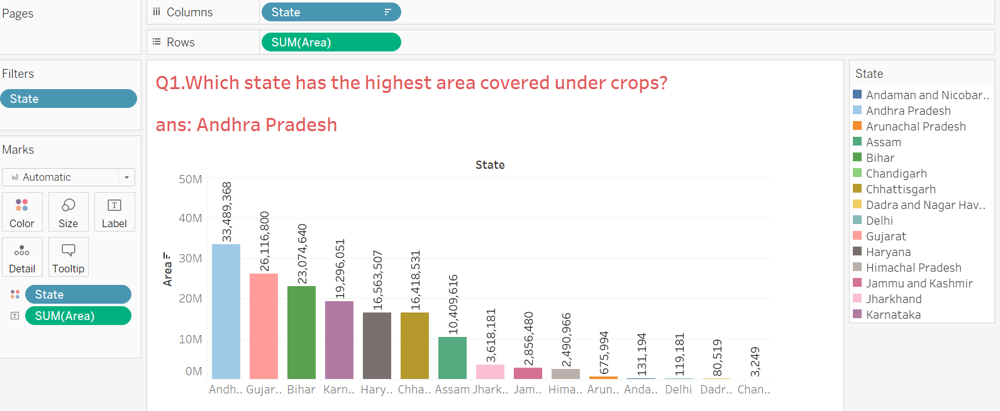 Pages
iii Columns
State
Rows
SUM(Area)
Filters
State
Marks
Automatic
Color
Size
Label
Detail
Tooltip
State
SUM(Area)
Q1.Which state has the highest area covered under crops?
ans: Andhra Pradesh
State
Area
50M
40M
30M
20M
10M
0M
33,489,368
26,116,800
23,074,640
19,296,051
16,563,507
16,418,531
10,409,616
3,618,181
2,856,480
2,490,966
675,994
131,194
119,181
80,519
3,249
Andh.. Gujar.. Bihar Karn.. Hary.. Chha.. Assam Jhark.. Jam.. Hima.. Arun.. Anda.. Delhi Dadr.. Chan..
State
Andaman and Nicobar..
Andhra Pradesh
Arunachal Pradesh
Assam
Bihar
Chandigarh
Chhattisgarh
Dadra and Nagar Hav..
Delhi
Gujarat
Haryana
Himachal Pradesh
Jammu and Kashmir
Jharkhand
Karnataka